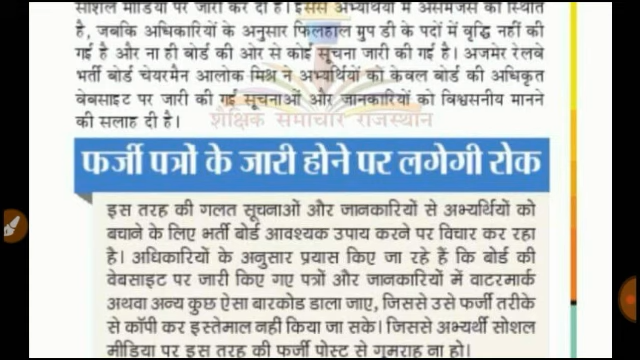 सोशल मीडिया पर जारी कर दी है। इससे अभ्यर्थियों में असमंजस की स्थिति
है, जबकि अधिकारियों के अनुसार फिलहाल ग्रुप डी के पदों में वृद्धि नहीं की
गई है और ना ही बोर्ड की ओर से कोई सूचना जारी की गई है। अजमेर रेलवे
भर्ती बोर्ड चेयरमैन आलोक मिश्र ने अभ्यर्थियों को केवल बोर्ड की अधिकृत
वेबसाइट पर जारी की गई सूचनाओं और जानकारियों को विश्वसनीय मानने
की सलाह दी है।
शैक्षिक समाचार राजस्थान
फर्जी पत्रों के जारी होने पर लगेगी रोक
इस तरह की गलत सूचनाओं और जानकारियों से अभ्यर्थियों को
बचाने के लिए भर्ती बोर्ड आवश्यक उपाय करने पर विचार कर रहा
है। अधिकारियों के अनुसार प्रयास किए जा रहे हैं कि बोर्ड की
वेबसाइट पर जारी किए गए पत्रों और जानकारियों में वाटरमार्क
अथवा अन्य कुछ ऐसा बारकोड डाला जाए, जिससे उसे फर्जी तरीके
से कॉपी कर इस्तेमाल नहीं किया जा सके। जिससे अभ्यर्थी सोशल
मीडिया पर इस तरह की फर्जी पोस्ट से गुमराह ना हो।